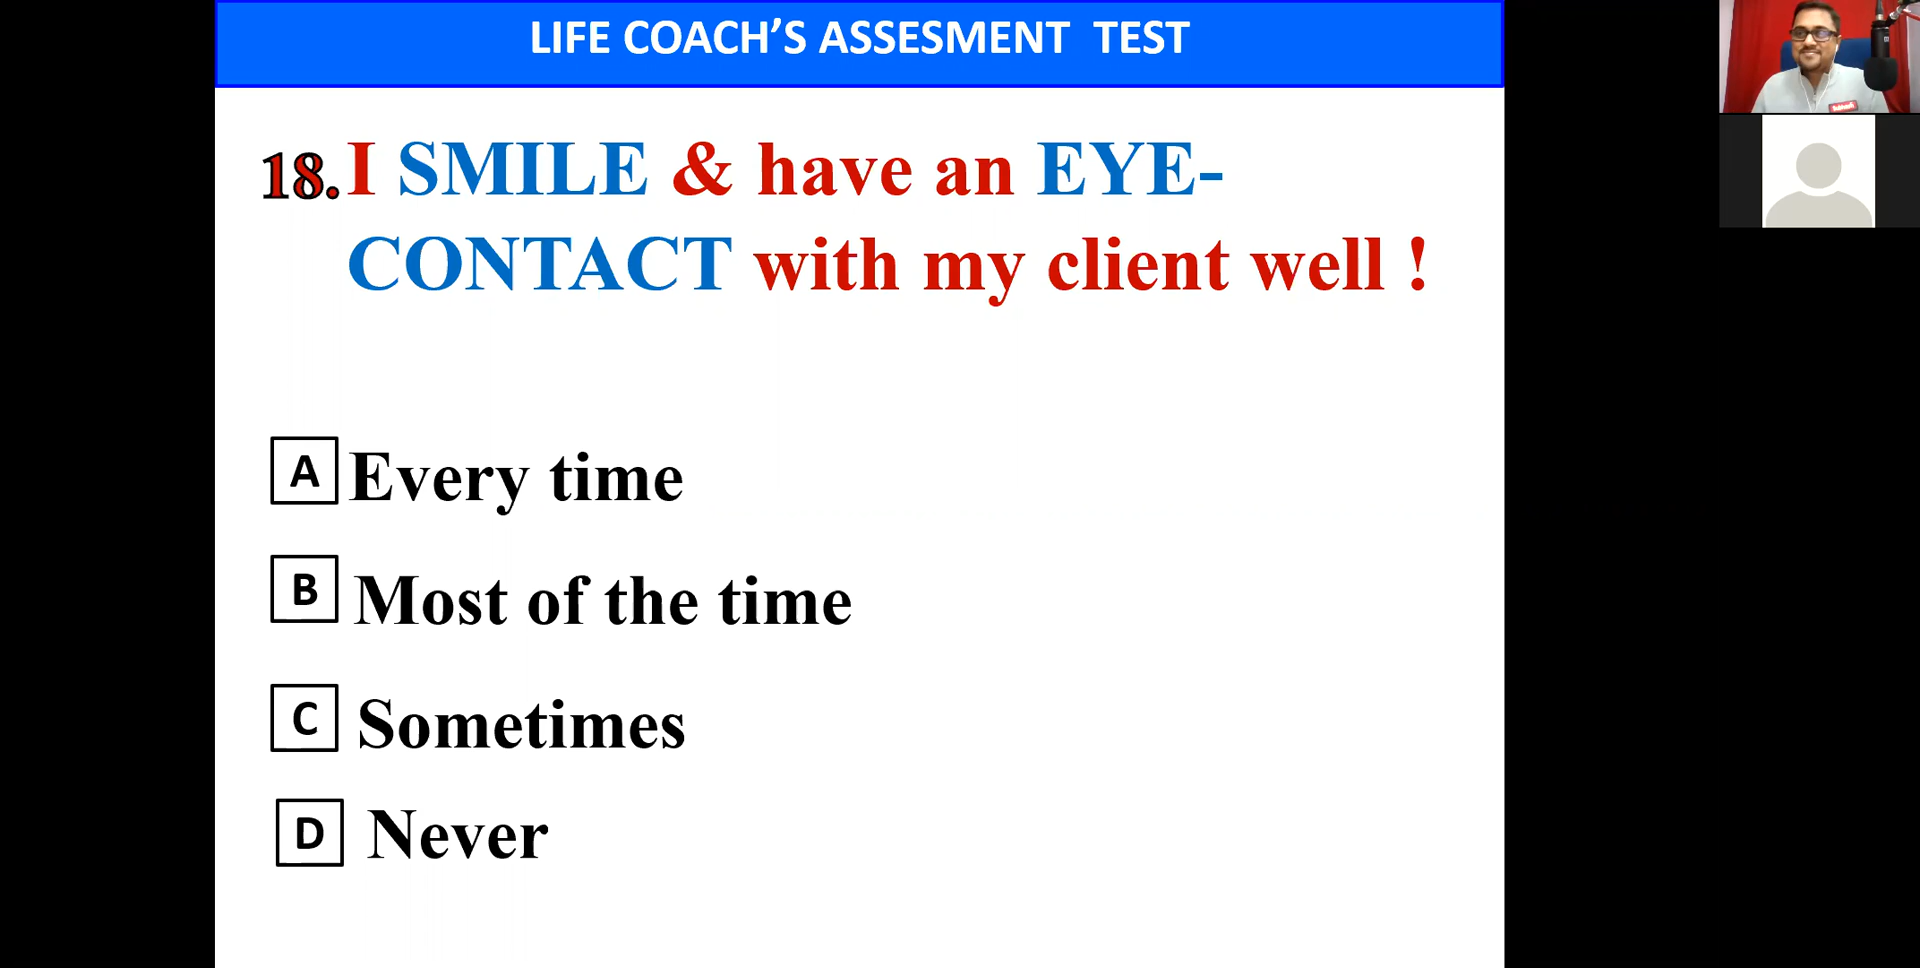 LIFE COACH’S ASSESMENT TEST
18. I SMILE & have an EYE-
CONTACT with my client well !
A Every time
B Most of the time
C Sometimes
D Never